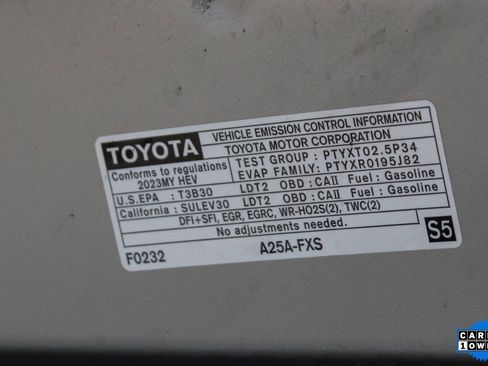 TOYOTA
VEHICLE EMISSION CONTROL INFORMATION
TOYOTA MOTOR CORPORATION
Conforms to regulations
2023MY HEV
TEST GROUP : PTYXT02.5P34
EVAP FAMILY: PTYXR0195J82
U.S.EPA : T3B30 LDT2 OBD : CAII Fuel : Gasoline
California : SULEV30 LDT2 OBD : CAII Fuel : Gasoline
DFI+SFI, EGR, EGRC, WR-HO2S(2), TWC(2)
No adjustments needed.
F0232 A25A-FXS S5
1